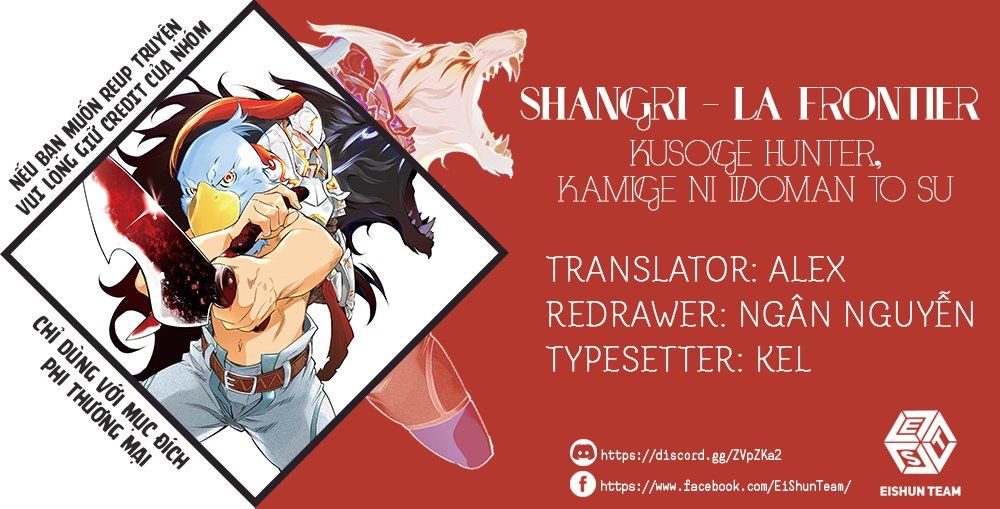 NẾU BẠN MUỐN REUP TRUYỆN
VUI LÒNG GIỮ CREDIT CỦA NHÓM
CHỈ DÙNG VỚI MỤC ĐÍCH
PHI THƯƠNG MẠI
SHANGRI - LA FRONTIER
KUSOGE HUNTER,
KAMIGE NI IIDOMAN TO SU
TRANSLATOR: ALEX
REDRAWER: NGÂN NGUYỄN
TYPESETTER: KEL
https://discord.gg/ZVpZKa2
https://www.facebook.com/EiShunTeam/
ES
EISHUN TEAM